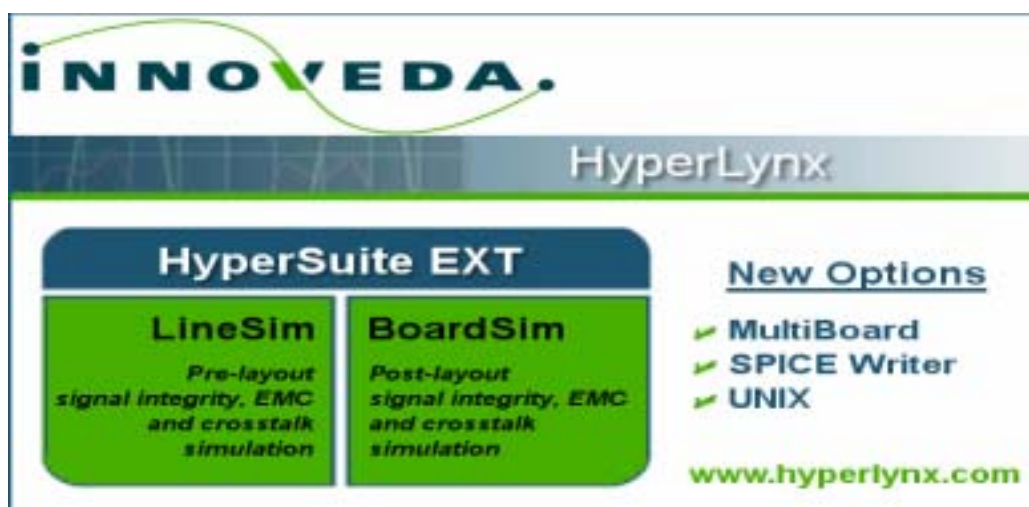 iNNOVEDA.
HyperLynx
HyperSuite EXT
LineSim
Pre-layout
signal integrity, EMC
and crosstalk
simulation
BoardSim
Post-layout
signal integrity, EMC
and crosstalk
simulation
New Options
MultiBoard
SPICE Writer
UNIX
www.hyperlynx.com